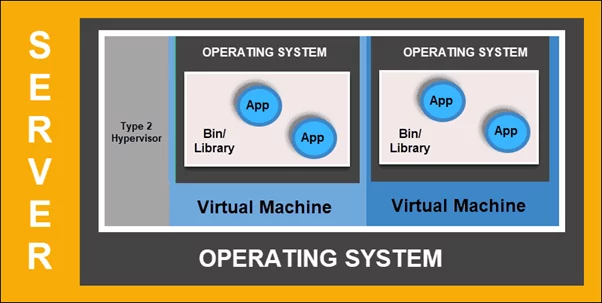 SERVER
Type 2
Hypervisor
OPERATING SYSTEM
App
App
Bin/
Library
Virtual Machine
OPERATING SYSTEM
App
App
Bin/
Library
Virtual Machine
OPERATING SYSTEM